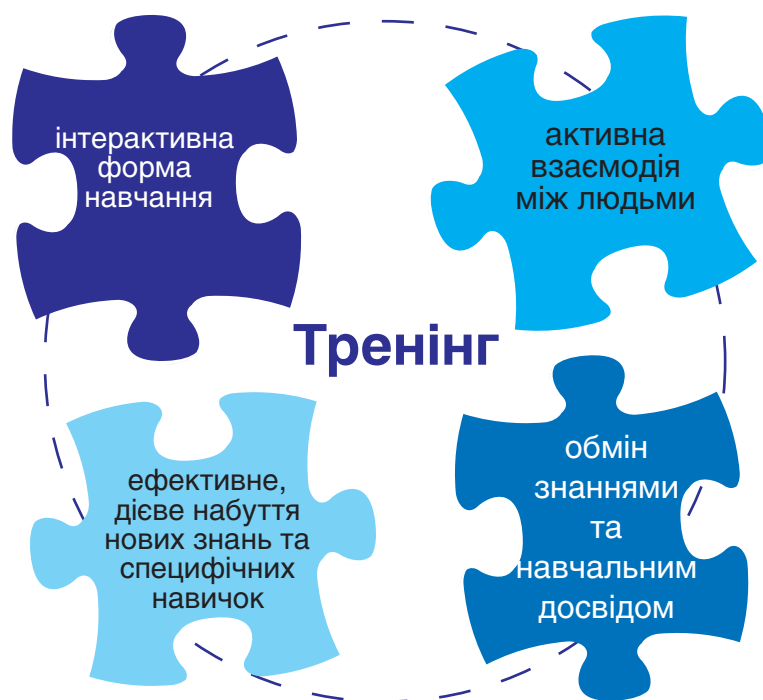 інтерактивна
форма
навчання
активна
взаємодія
між людьми
Тренінг
ефективне,
дієве набуття
нових знань та
специфічних
навичок
обмін
знаннями
та
навчальним
досвідом